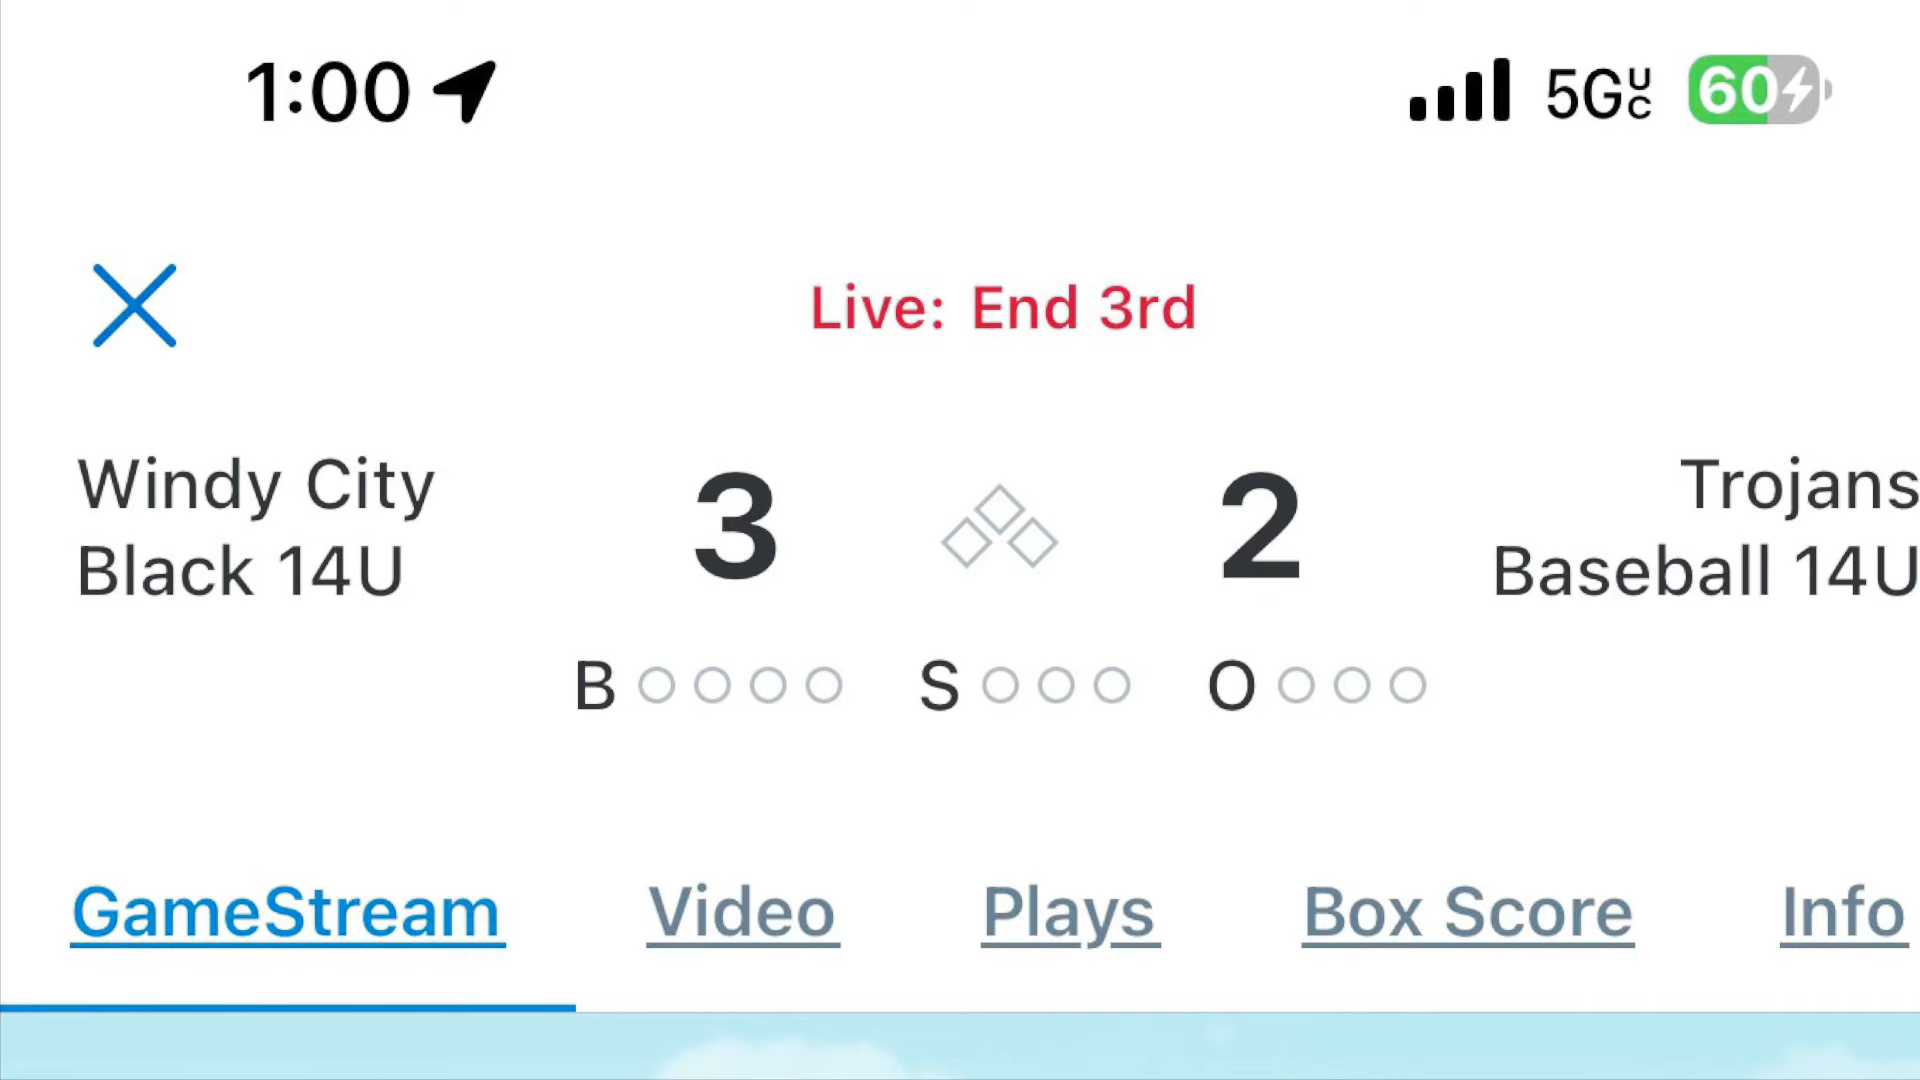 1:00 5G UC 60
Live: End 3rd
Windy City 3 2 Trojans
Black 14U Baseball 14U
B S O
GameStream Video Plays Box Score Info